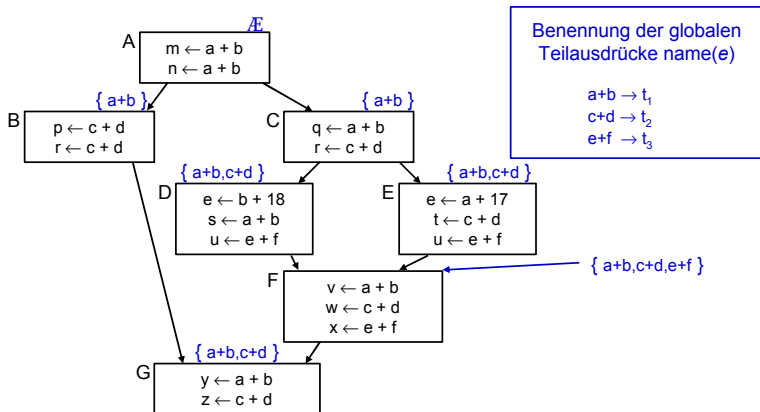 Æ
A
m ← a + b
n ← a + b
{ a+b }
B
p ← c + d
r ← c + d
{ a+b }
C
q ← a + b
r ← c + d
{ a+b,c+d }
D
e ← b + 18
s ← a + b
u ← e + f
{ a+b,c+d }
E
e ← a + 17
t ← c + d
u ← e + f
{ a+b,c+d,e+f }
F
v ← a + b
w ← c + d
x ← e + f
{ a+b,c+d }
G
y ← a + b
z ← c + d
Benennung der globalen
Teilausdrücke name(e)
a+b → t₁
c+d → t₂
e+f → t₃